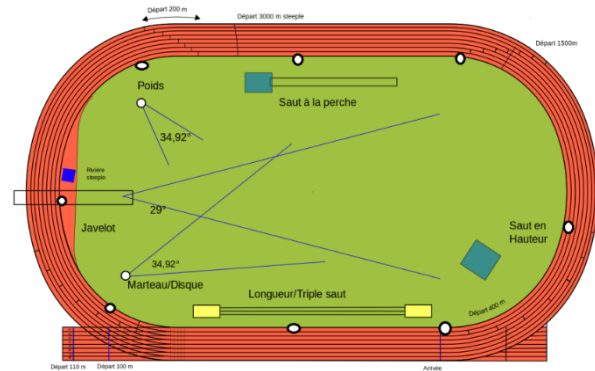 Départ 200 m
Départ 3000 m steeple
Départ 1500m
Poids
Saut à la perche
34,92°
Rivière
steeple
29°
Javelot
Saut en
Hauteur
34,92°
Marteau/Disque
Longueur/Triple saut
Départ 400 m
Départ 110 m
Départ 100 m
Arrivée